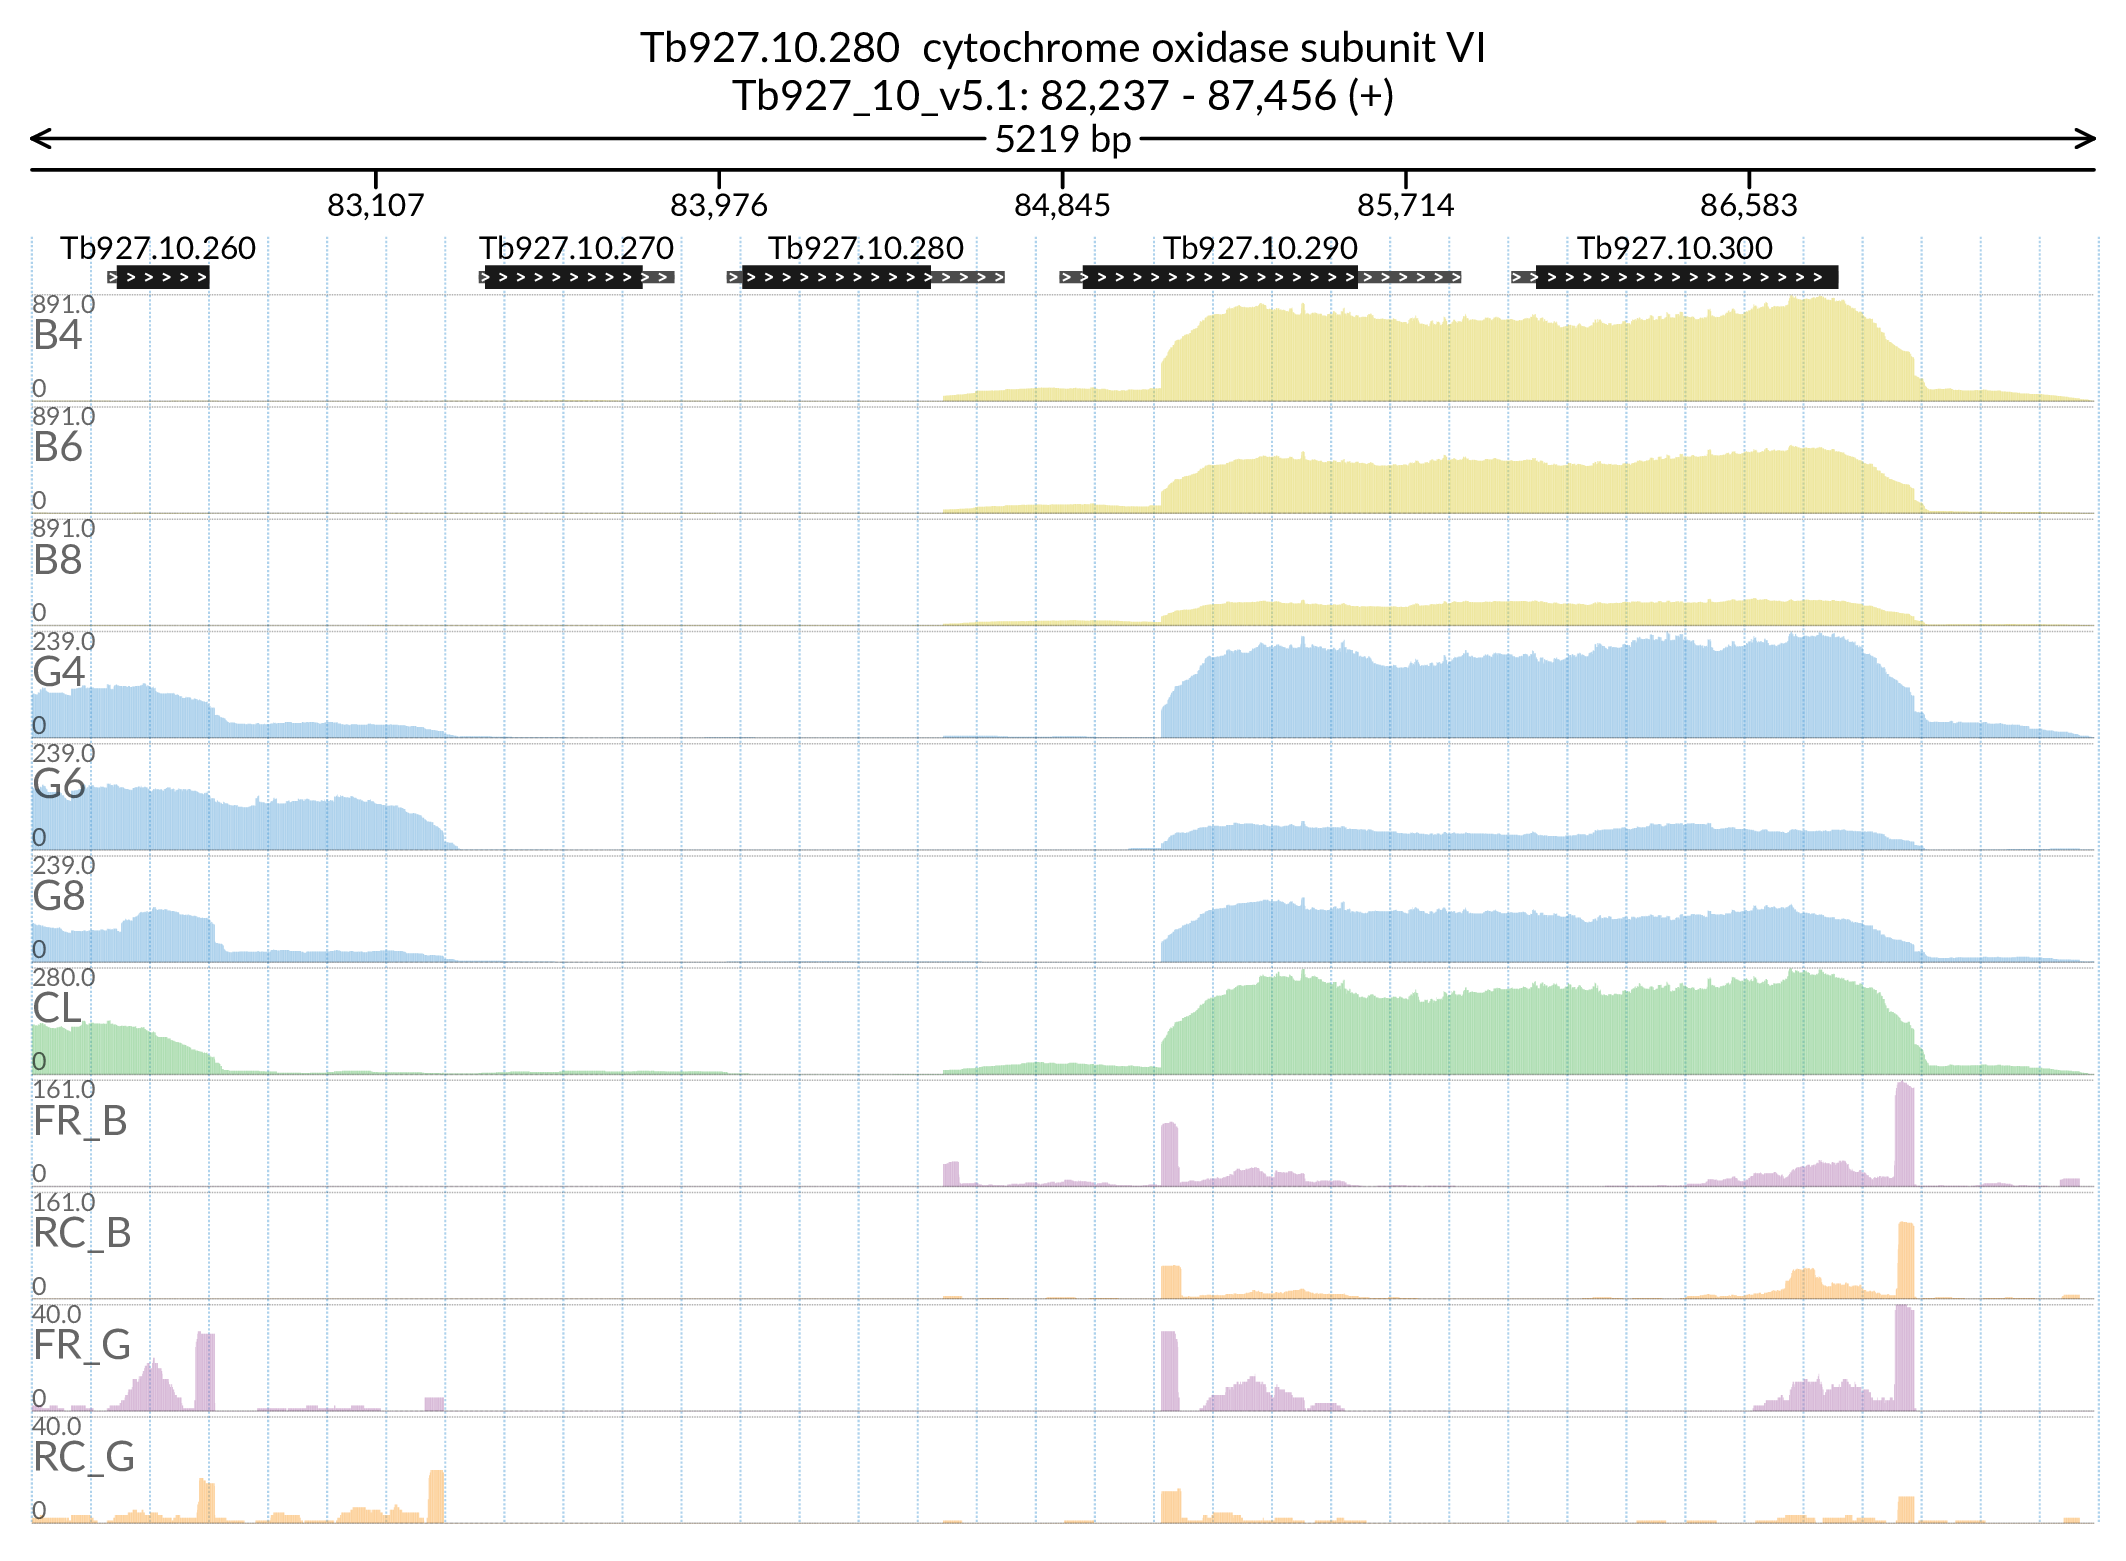 Tb927.10.280  cytochrome oxidase subunit VI
Tb927_10_v5.1: 82,237 - 87,456 (+)
5219 bp
83,107 83,976 84,845 85,714 86,583
Tb927.10.260 Tb927.10.270 Tb927.10.280 Tb927.10.290 Tb927.10.300
891.0
B4
0
891.0
B6
0
891.0
B8
0
239.0
G4
0
239.0
G6
0
239.0
G8
0
280.0
CL
0
161.0
FR_B
0
161.0
RC_B
0
40.0
FR_G
0
40.0
RC_G
0